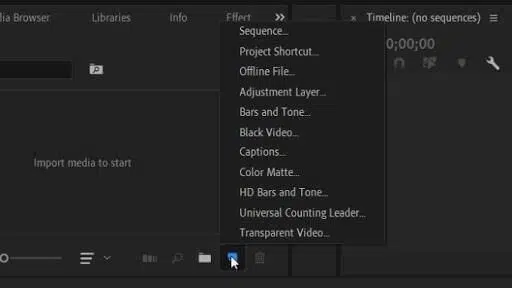 dia Browser Libraries Info Effect
Timeline: (no sequences)
0;00;00
Sequence...
Project Shortcut...
Offline File...
Adjustment Layer...
Bars and Tone...
Black Video...
Captions...
Color Matte...
HD Bars and Tone...
Universal Counting Leader...
Transparent Video...
Import media to start